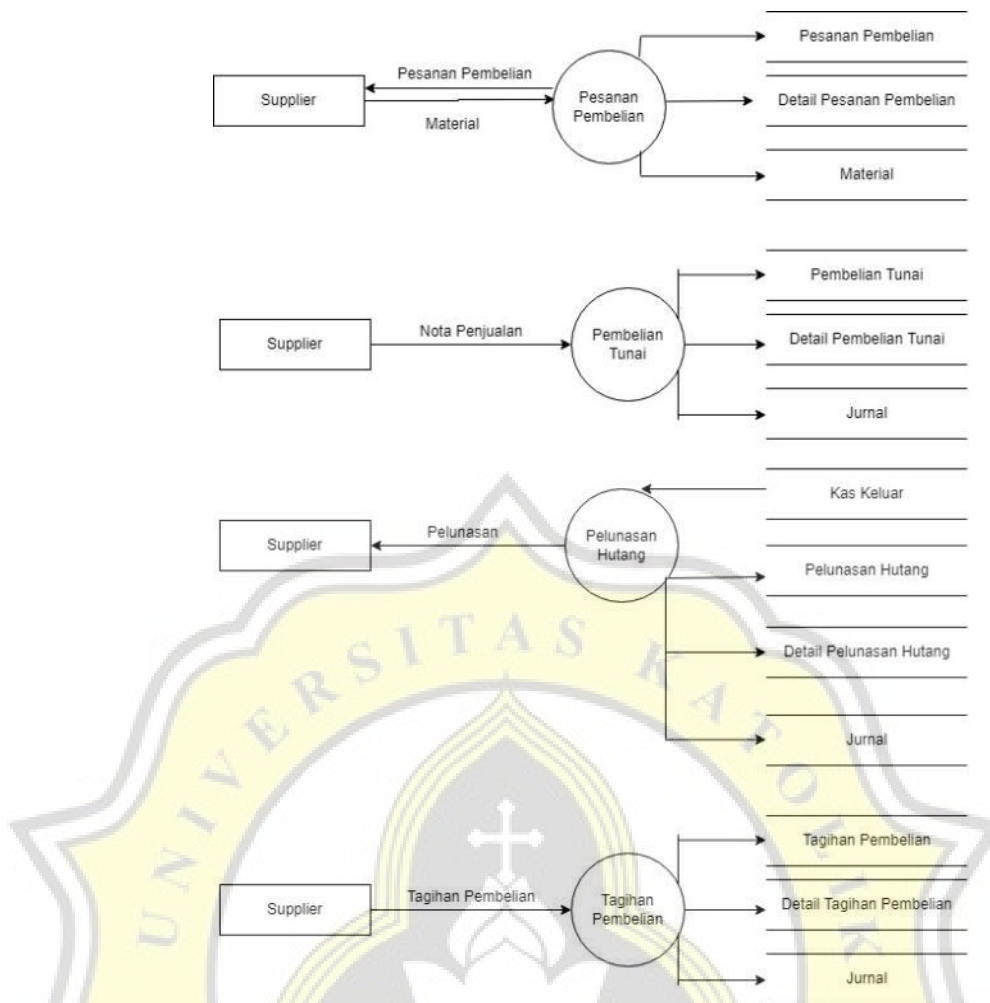 Pesanan Pembelian
Pesanan Pembelian
Supplier
Pesanan
Pembelian
Detail Pesanan Pembelian
Material
Material
Pembelian Tunai
Nota Penjualan
Supplier
Pembelian
Tunai
Detail Pembelian Tunai
Jurnal
Kas Keluar
Pelunasan
Supplier
Pelunasan
Hutang
Pelunasan Hutang
Detail Pelunasan Hutang
Jurnal
Tagihan Pembelian
Tagihan Pembelian
Supplier
Tagihan
Pembelian
Detail Tagihan Pembelian
Jurnal
UNIVERSITAS KATOLIK